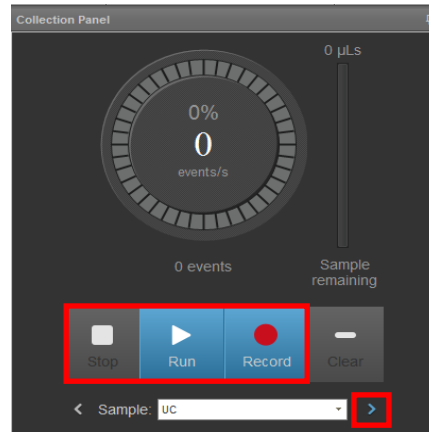 Collection Panel
0 µLs
0%
0
events/s
0 events
Sample
remaining
Stop Run Record Clear
Sample: UC